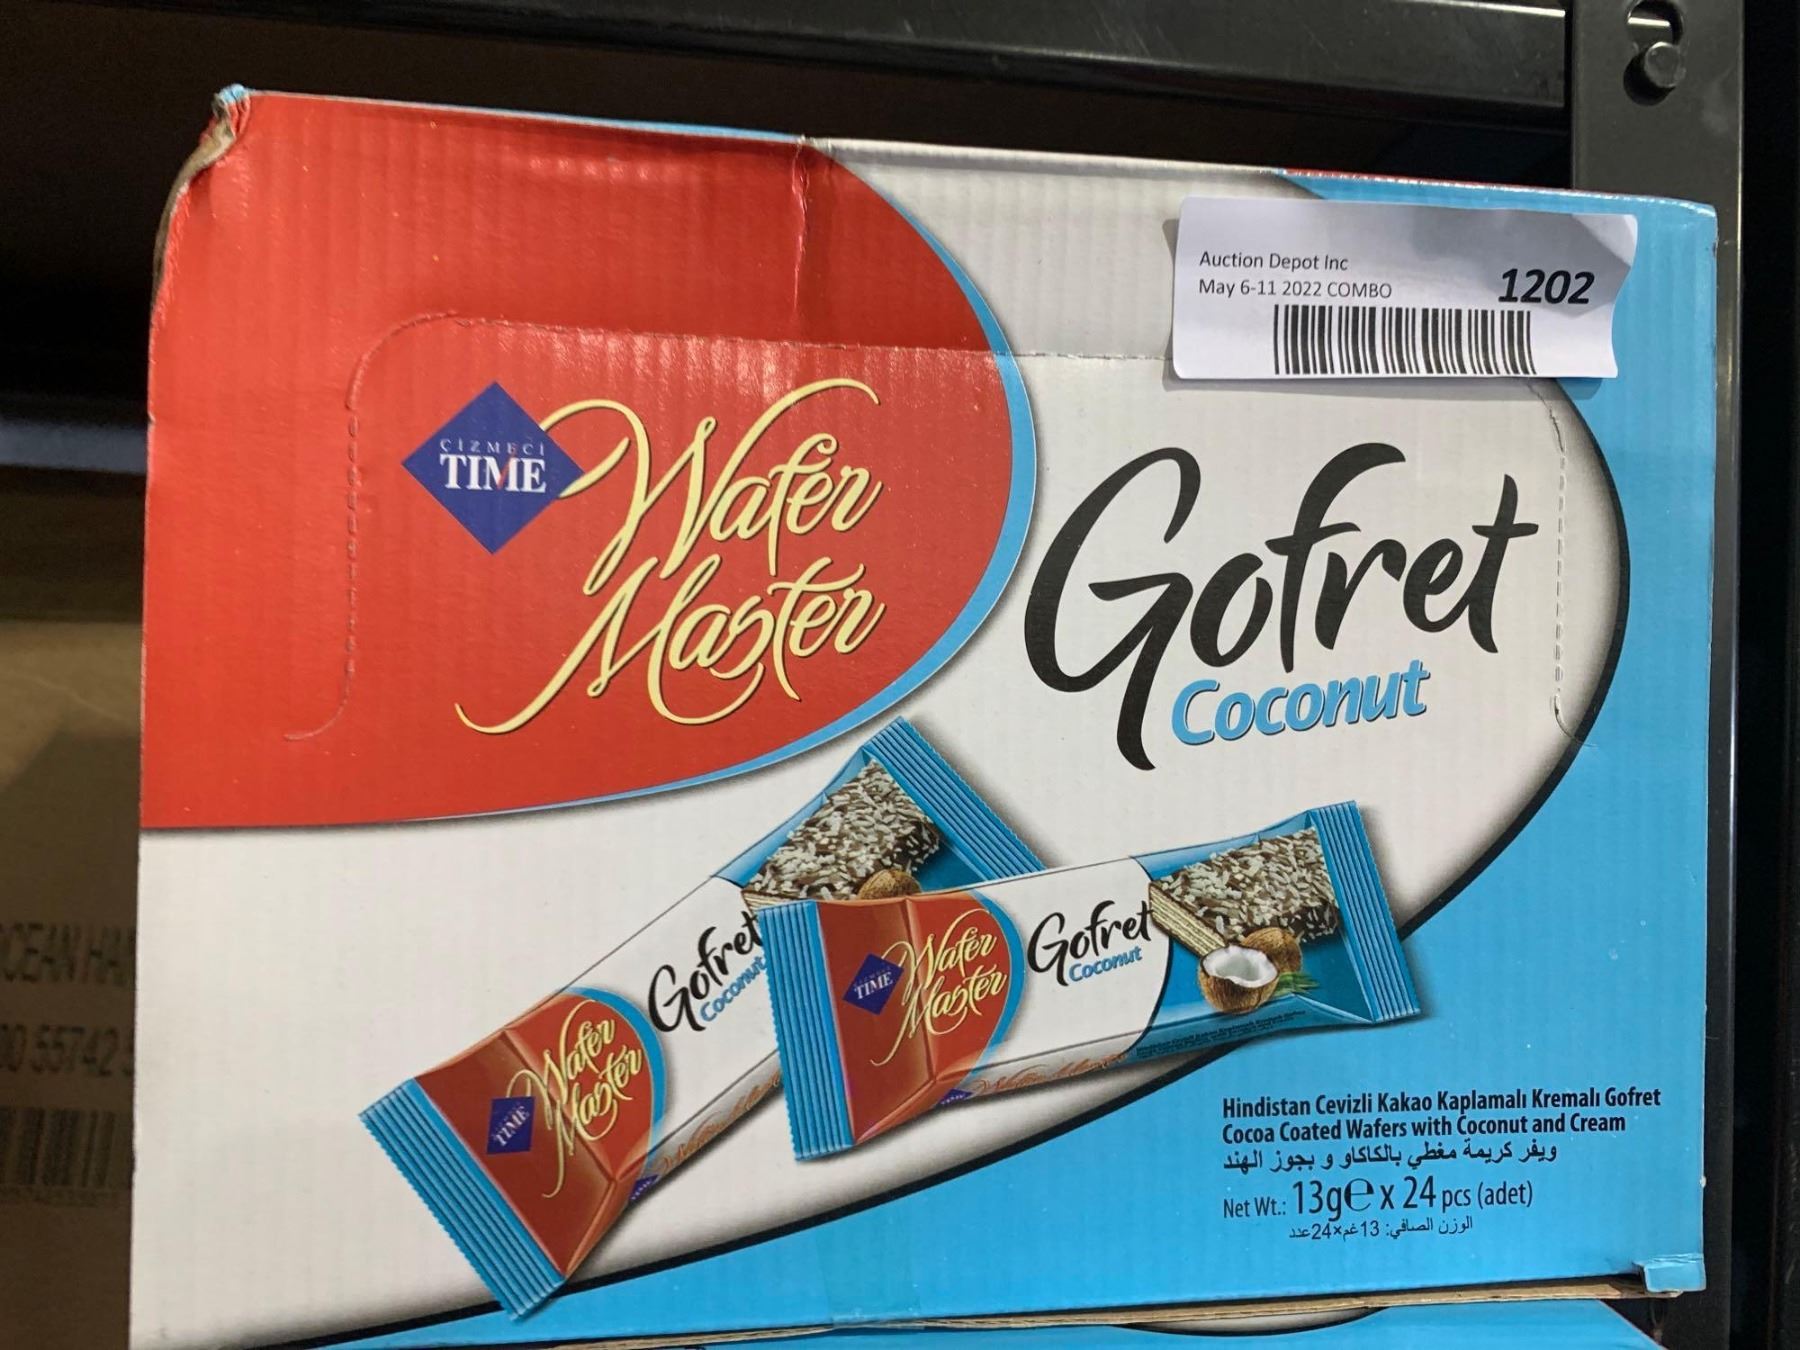 Auction Depot Inc
May 6-11 2022 COMBO
1202
ÇİZMECİ
TIME
Wafer
Master
Gofret
Coconut
Gofret
Coconut
TIME
Wafer
Master
TIME
Wafer
Master
Gofret
Coconut
55742
Hindistan Cevizli Kakao Kaplamalı Kremalı Gofret
Cocoa Coated Wafers with Coconut and Cream
ويفر كريمة مغطي بالكاكاو و بجوز الهند
Net Wt.: 13g℮ x 24 pcs (adet)
الوزن الصافي: 13غم×24عدد